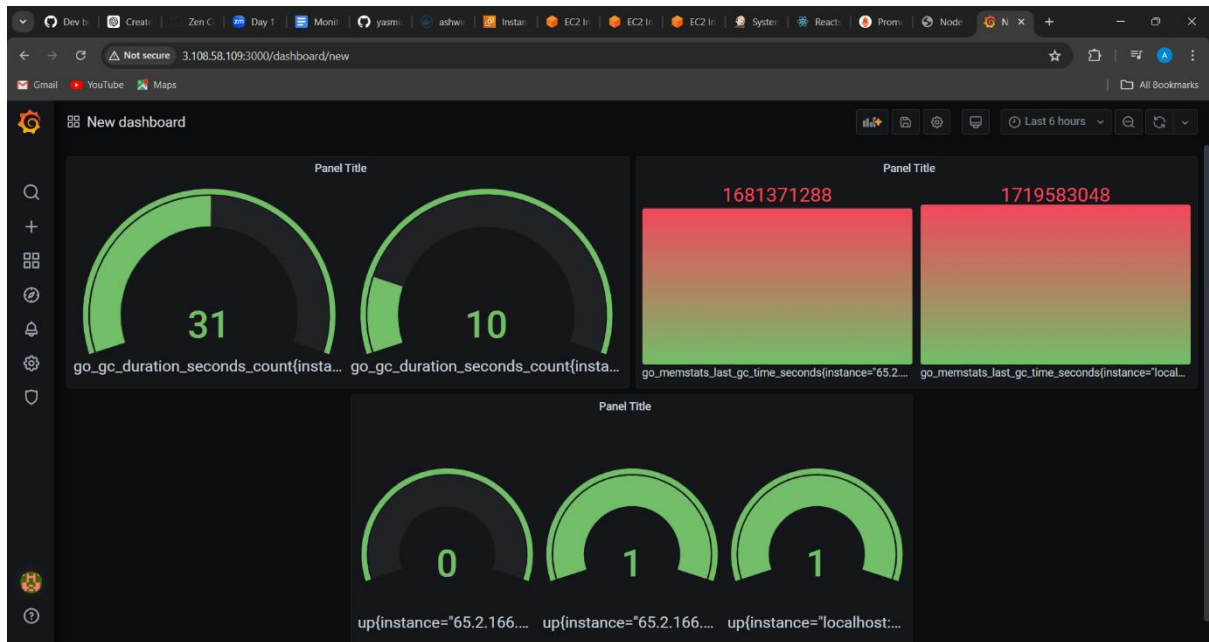 Dev b
Create
Zen C
Day 1
Monit
yasmi
ashwi
Instan
EC2 In
EC2 In
EC2 In
System
Reacts
Prome
Node
N
Not secure 3.108.58.109:3000/dashboard/new
A
Gmail YouTube Maps
All Bookmarks
New dashboard
Last 6 hours
Panel Title
31
10
go_gc_duration_seconds_count{insta...
go_gc_duration_seconds_count{insta...
Panel Title
1681371288
1719583048
go_memstats_last_gc_time_seconds{instance="65.2....
go_memstats_last_gc_time_seconds{instance="local...
Panel Title
0
1
1
up{instance="65.2.166....
up{instance="65.2.166....
up{instance="localhost:...